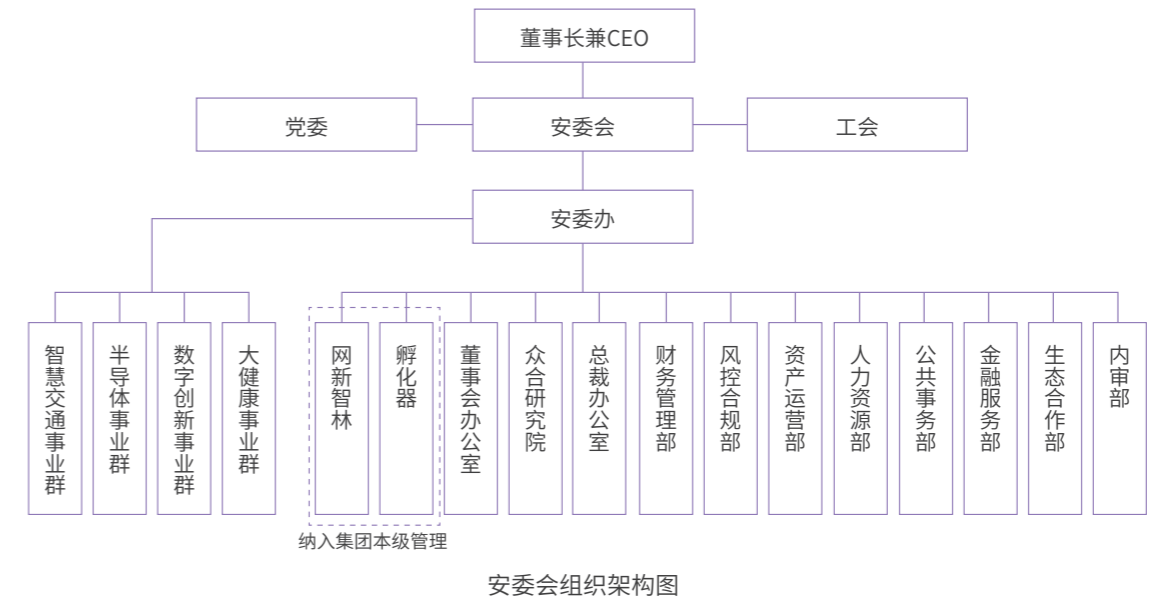 董事长兼CEO
党委
安委会
工会
安委办
智慧交通事业群
半导体事业群
数字创新事业群
大健康事业群
网新智林
孵化器
董事会办公室
众合研究院
总裁办公室
财务管理部
风控合规部
资产运营部
人力资源部
公共事务部
金融服务部
生态合作部
内审部
纳入集团本级管理
安委会组织架构图